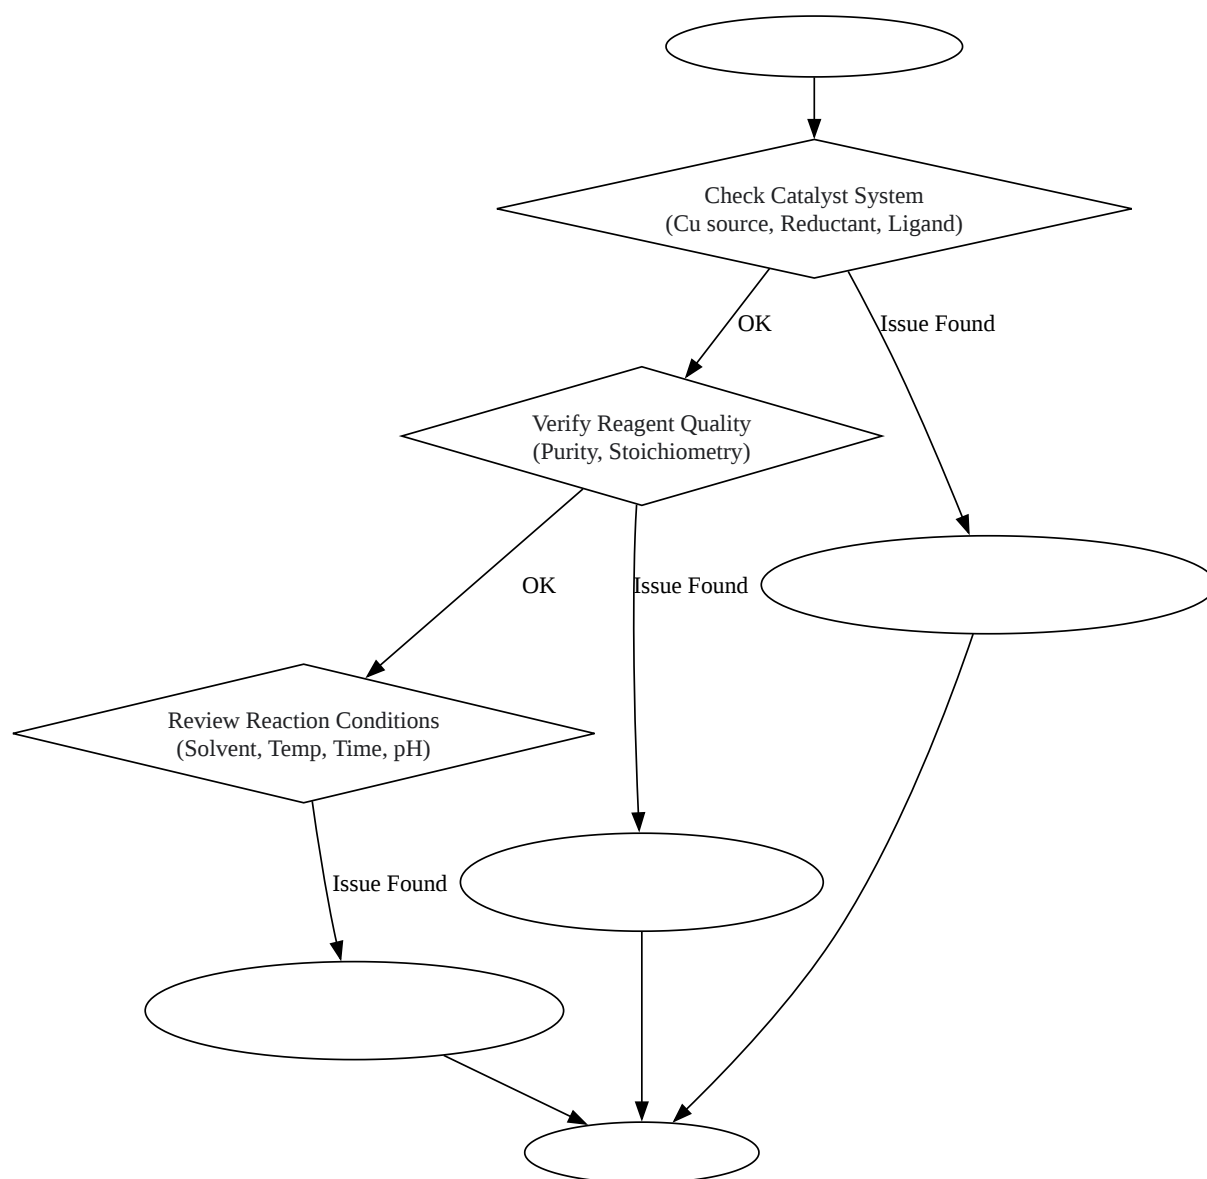 Check Catalyst System
(Cu source, Reductant, Ligand)
OK
Issue Found
Verify Reagent Quality
(Purity, Stoichiometry)
OK
Issue Found
Review Reaction Conditions
(Solvent, Temp, Time, pH)
Issue Found